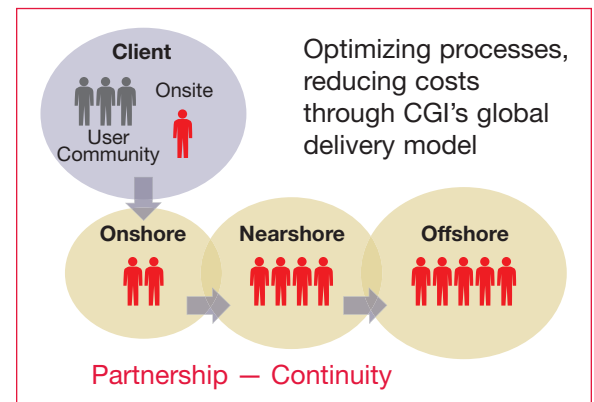 Client
Onsite
User
Community
Optimizing processes,
reducing costs
through CGI's global
delivery model
Onshore
Nearshore
Offshore
Partnership — Continuity